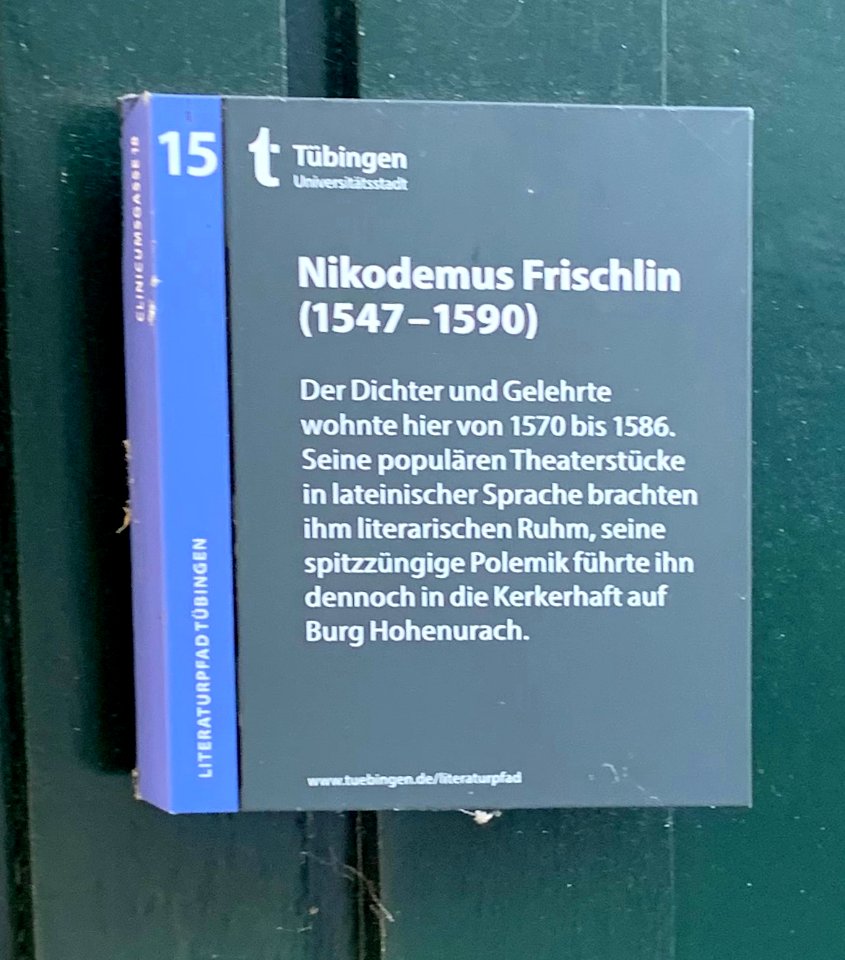 CLINICUMSGASSE 18
15
LITERATURPFAD TÜBINGEN
t Tübingen
Universitätsstadt
Nikodemus Frischlin
(1547–1590)
Der Dichter und Gelehrte
wohnte hier von 1570 bis 1586.
Seine populären Theaterstücke
in lateinischer Sprache brachten
ihm literarischen Ruhm, seine
spitzzüngige Polemik führte ihn
dennoch in die Kerkerhaft auf
Burg Hohenurach.
www.tuebingen.de/literaturpfad